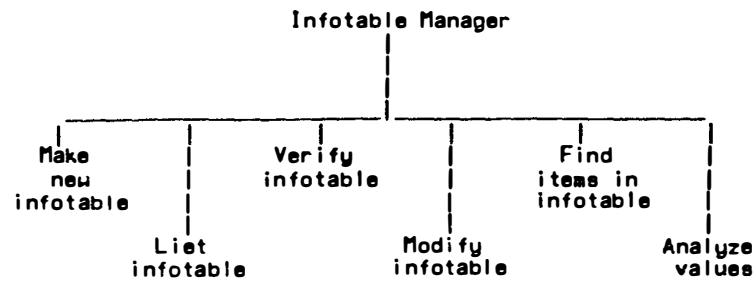 Infotable Manager
Make
new
infotable
List
infotable
Verify
infotable
Modify
infotable
Find
items in
infotable
Analyze
values